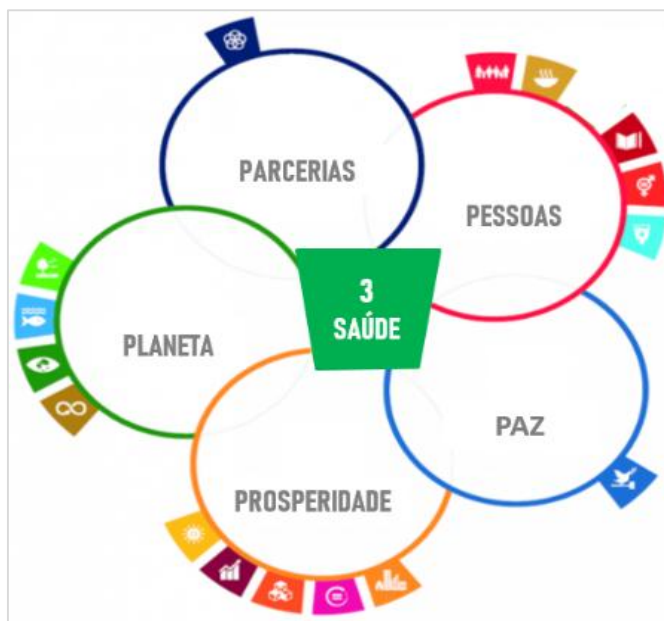 PARCERIAS
PESSOAS
3
SAÚDE
PLANETA
PAZ
PROSPERIDADE